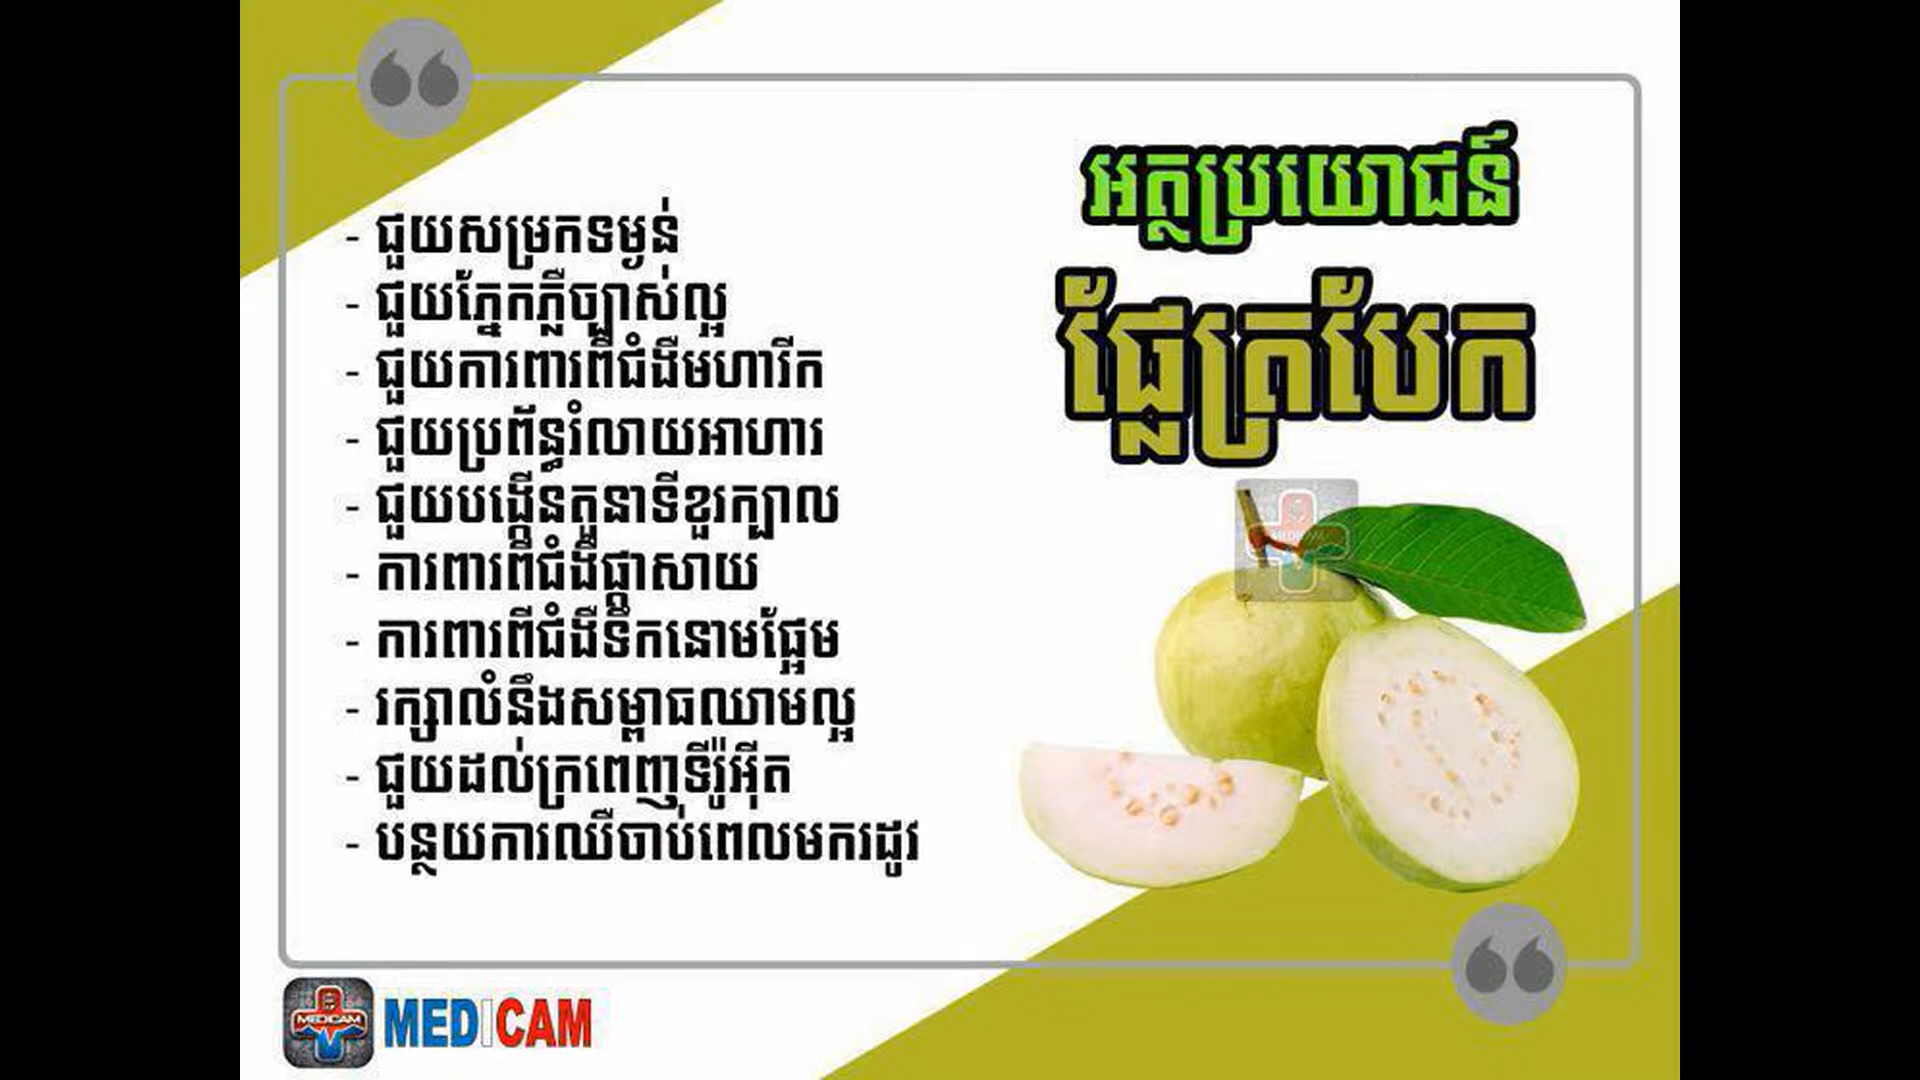 អត្ថប្រយោជន៍
ផ្លែត្របែក
- ជួយសម្រកទម្ងន់
- ជួយភ្នែកភ្លឺច្បាស់ល្អ
- ជួយការពារពីជំងឺមហារីក
- ជួយប្រព័ន្ធរំលាយអាហារ
- ជួយបង្កើនតួនាទីខួរក្បាល
- ការពារពីជំងឺផ្តាសាយ
- ការពារពីជំងឺទឹកនោមផ្អែម
- រក្សាលំនឹងសម្ពាធឈាមល្អ
- ជួយដល់ក្រពេញទីរ៉ូអ៊ីត
- បន្ថយការឈឺចាប់ពេលមករដូវ
MEDICAM
MEDICAM
MEDICAM